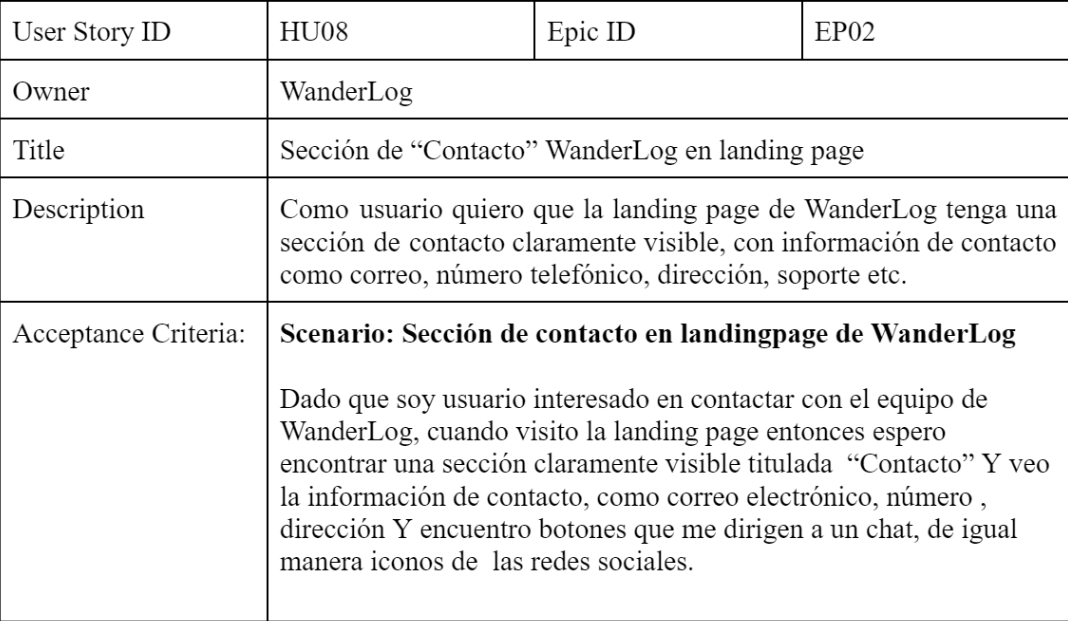 User Story ID HU08 Epic ID EP02
Owner WanderLog
Title Sección de “Contacto” WanderLog en landing page
Description Como usuario quiero que la landing page de WanderLog tenga una
sección de contacto claramente visible, con información de contacto
como correo, número telefónico, dirección, soporte etc.
Acceptance Criteria: Scenario: Sección de contacto en landingpage de WanderLog
Dado que soy usuario interesado en contactar con el equipo de
WanderLog, cuando visito la landing page entonces espero
encontrar una sección claramente visible titulada “Contacto” Y veo
la información de contacto, como correo electrónico, número ,
dirección Y encuentro botones que me dirigen a un chat, de igual
manera iconos de las redes sociales.